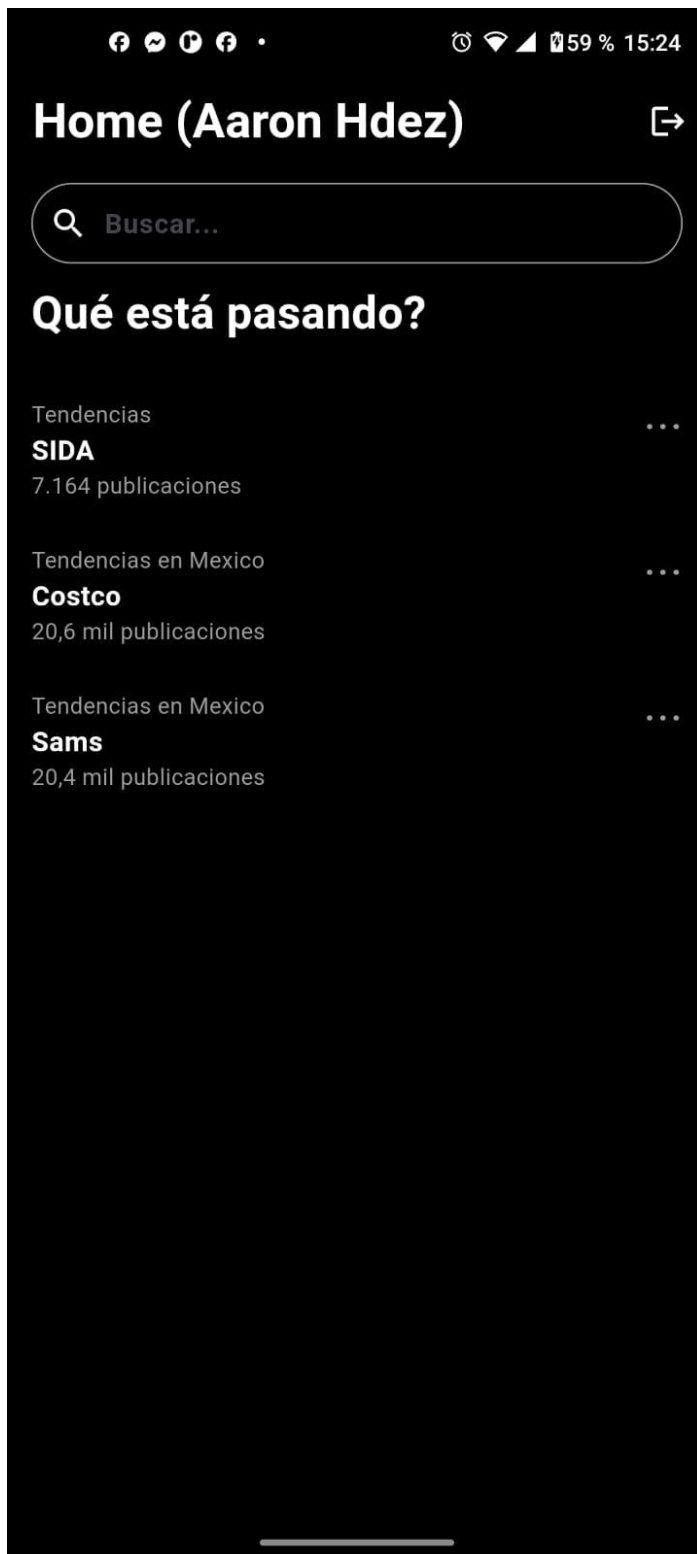 59 % 15:24
Home (Aaron Hdez)
Buscar...
Qué está pasando?
Tendencias
SIDA
7.164 publicaciones
Tendencias en Mexico
Costco
20,6 mil publicaciones
Tendencias en Mexico
Sams
20,4 mil publicaciones